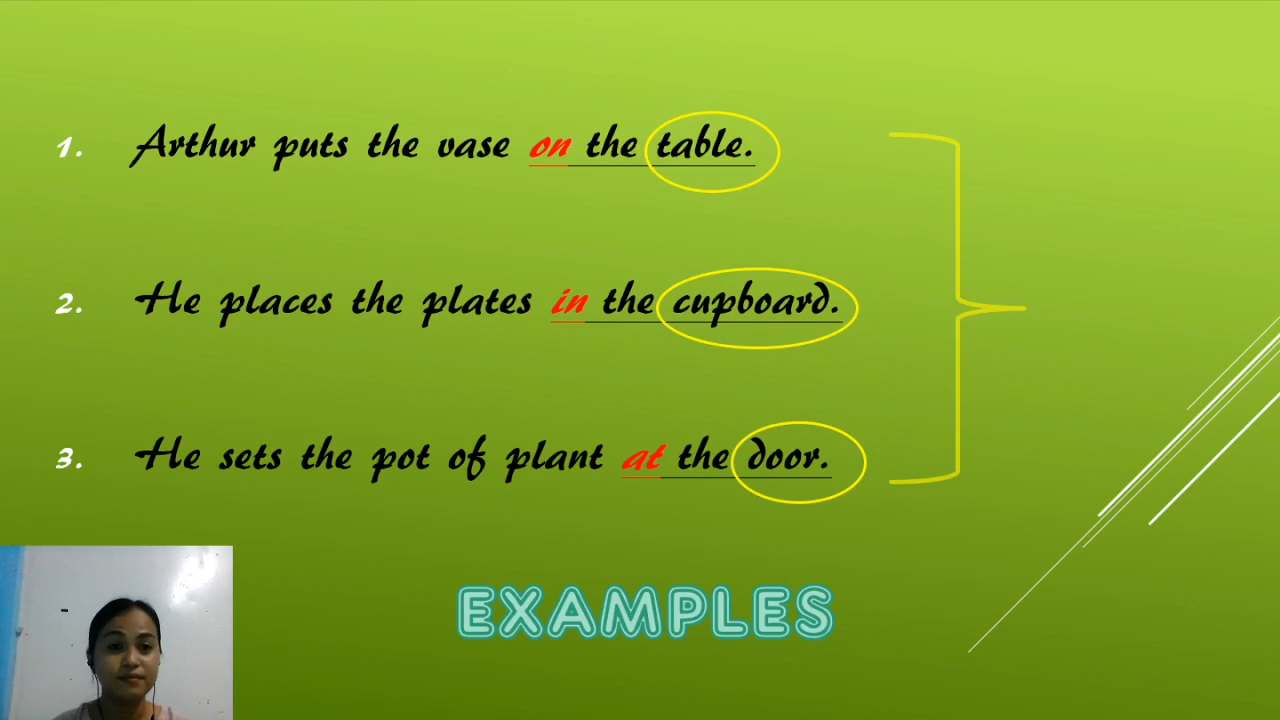 1. Arthur puts the vase on the table.
2. He places the plates in the cupboard.
3. He sets the pot of plant at the door.
EXAMPLES